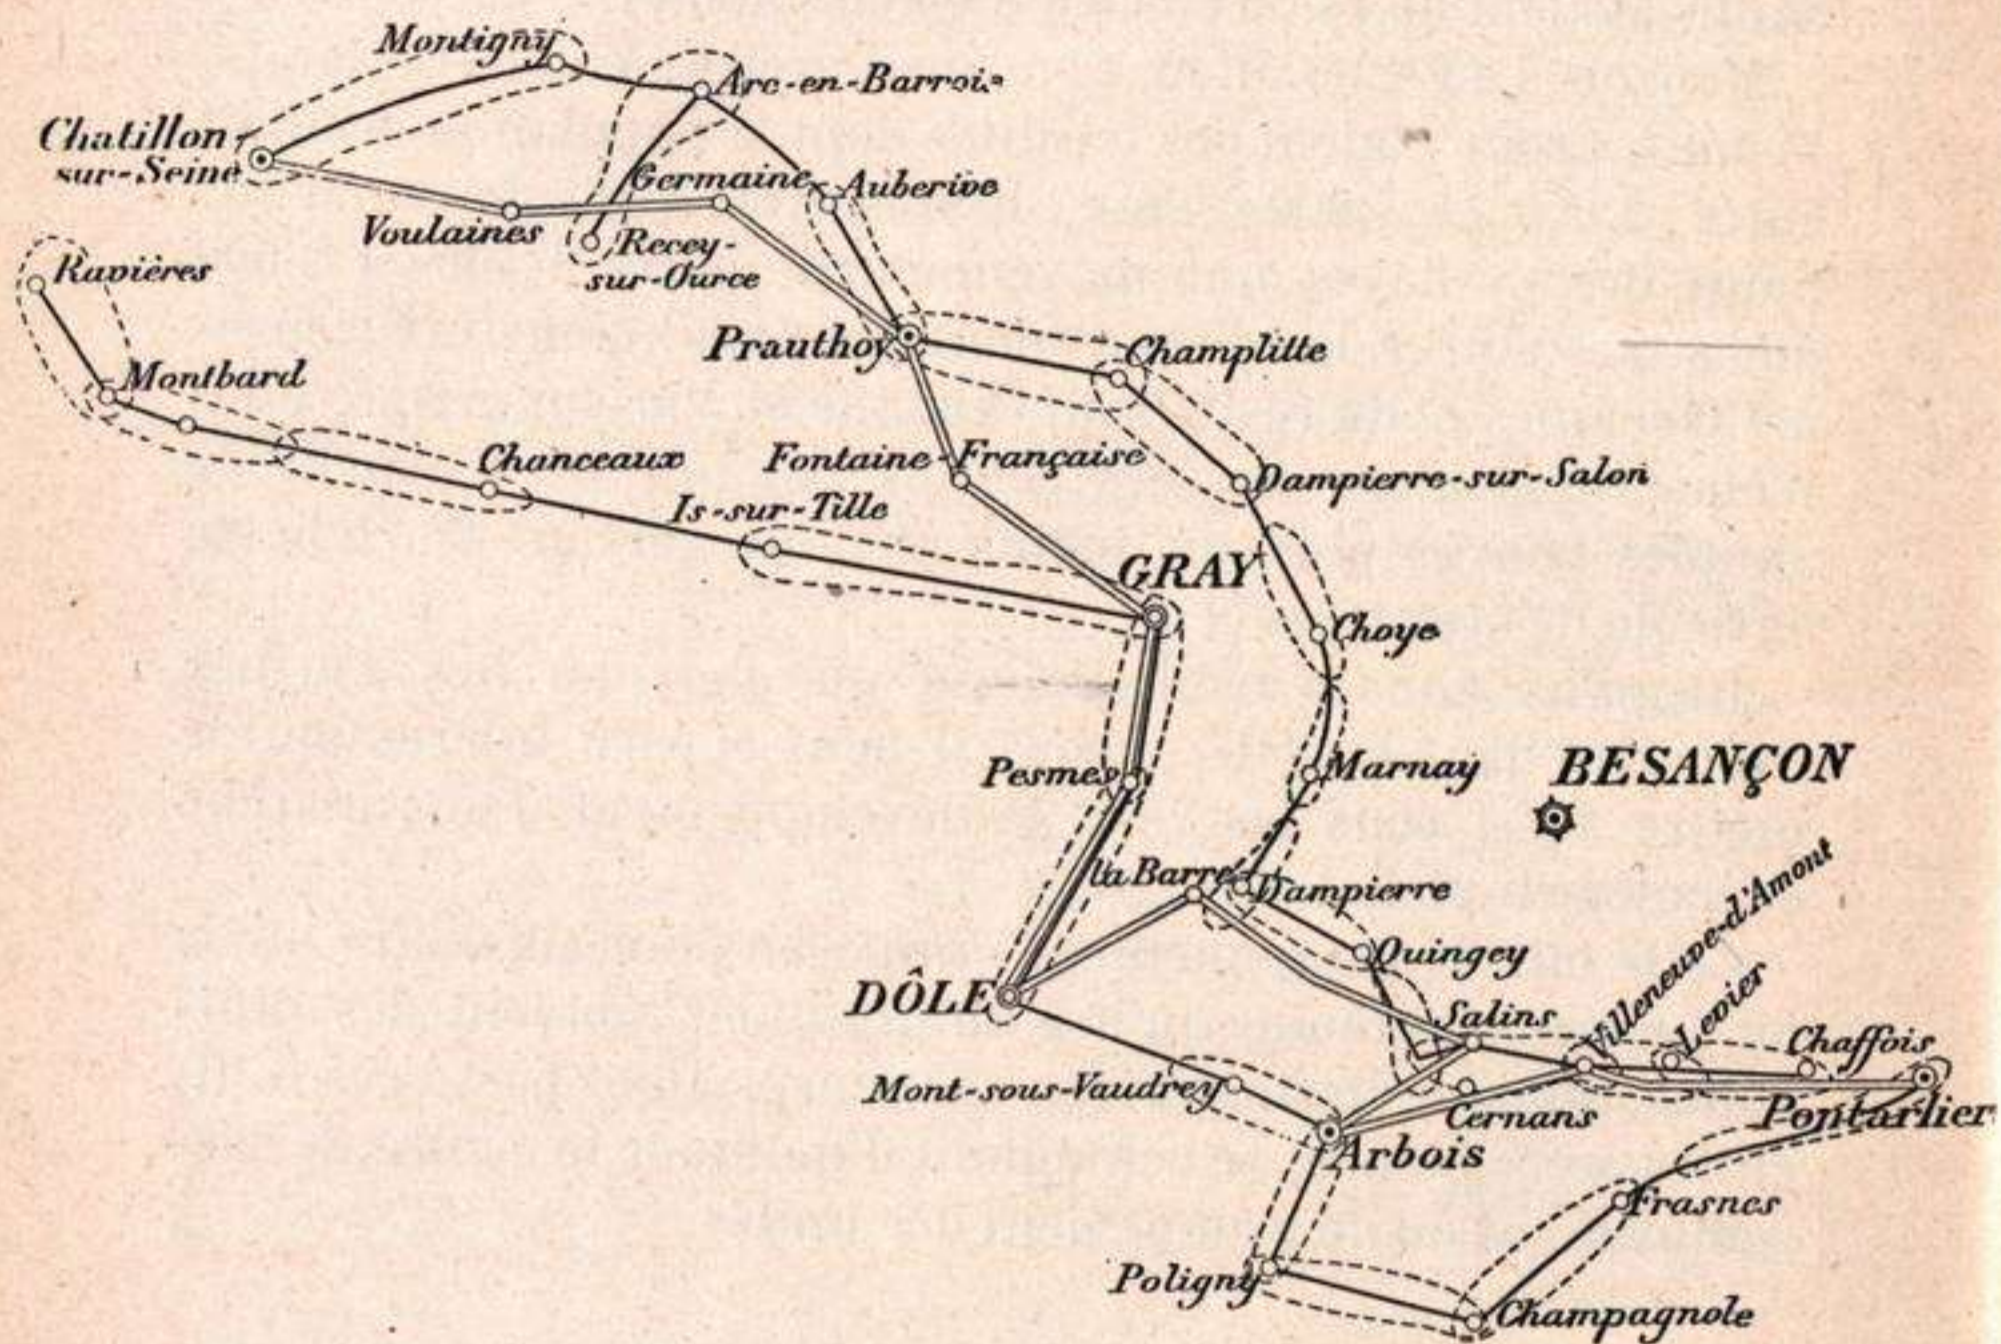 Montigny
Arc-en-Barrois
Chatillon
sur-Seine
Germaine
Auberive
Voulaines
Recey-
sur-Ource
Ravières
Prauthoy
Champlitte
Montbard
Chanceaux
Fontaine-Française
Dampierre-sur-Salon
Is-sur-Tille
GRAY
Choye
Pesmes
Marnay
BESANÇON
la Barre
Dampierre
Villeneuve-d'Amont
Quingey
Levier
DÔLE
Salins
Chaffois
Mont-sous-Vaudrey
Cernans
Pontarlier
Arbois
Frasnes
Poligny
Champagnole